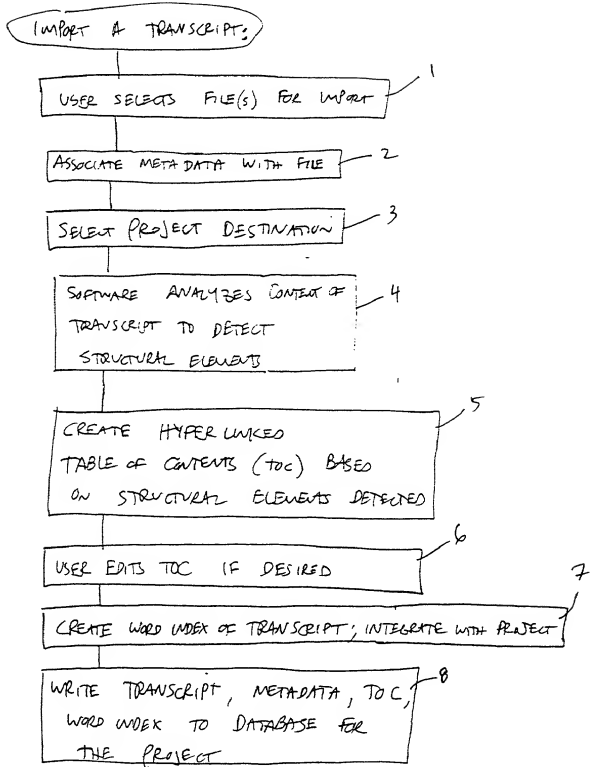 IMPORT A TRANSCRIPT:
1
USER SELECTS FILE(S) FOR IMPORT
2
ASSOCIATE METADATA WITH FILE
3
SELECT PROJECT DESTINATION
4
SOFTWARE ANALYZES CONTENT OF
TRANSCRIPT TO DETECT
STRUCTURAL ELEMENTS
5
CREATE HYPERLINKED
TABLE OF CONTENTS (TOC) BASED
ON STRUCTURAL ELEMENTS DETECTED
6
USER EDITS TOC IF DESIRED
7
CREATE WORD INDEX OF TRANSCRIPT; INTEGRATE WITH PROJECT
8
WRITE TRANSCRIPT, METADATA, TOC,
WORD INDEX TO DATABASE FOR
THE PROJECT